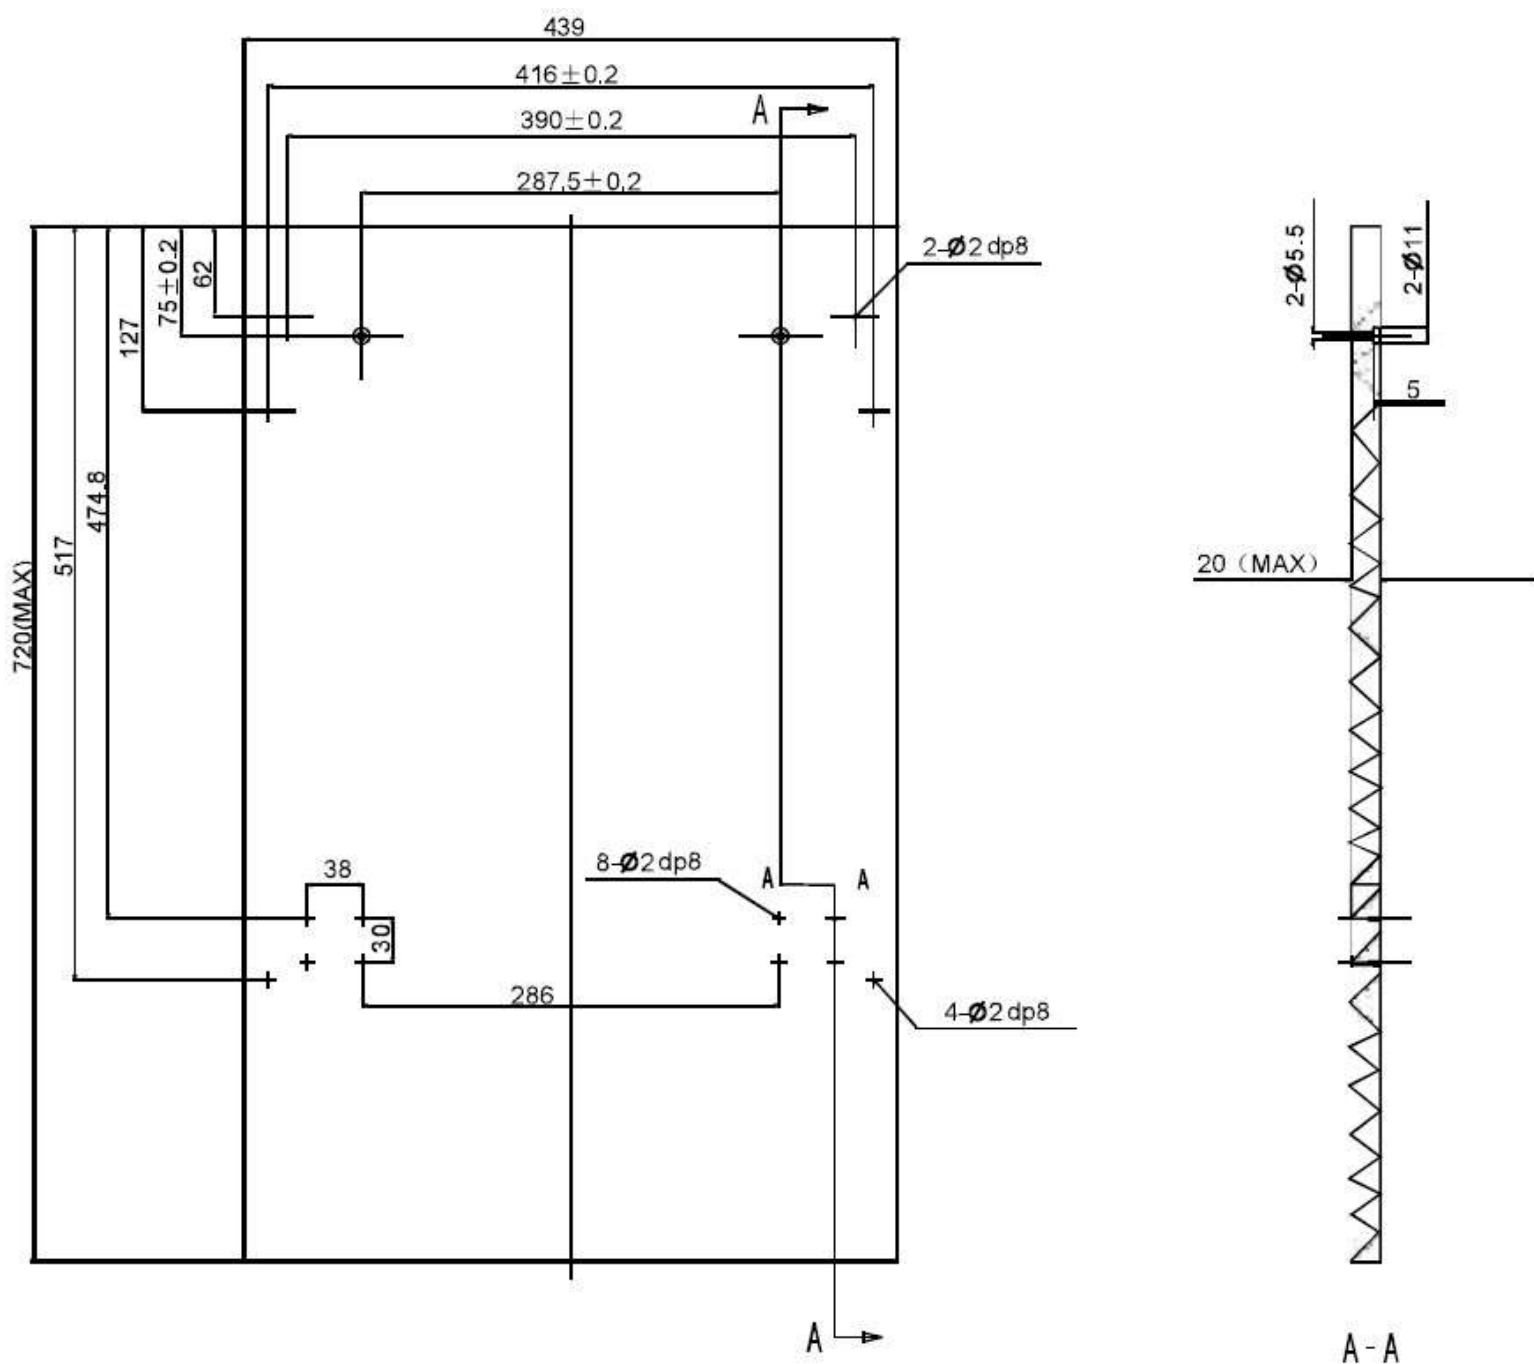 439
416±0.2
A
390±0.2
287.5±0.2
2-Ø2 dp8
75±0.2
62
127
2-Ø5.5
2-Ø11
5
474.8
517
720(MAX)
20（MAX）
38
8-Ø2 dp8
A
A
30
286
4-Ø2 dp8
A
A-A